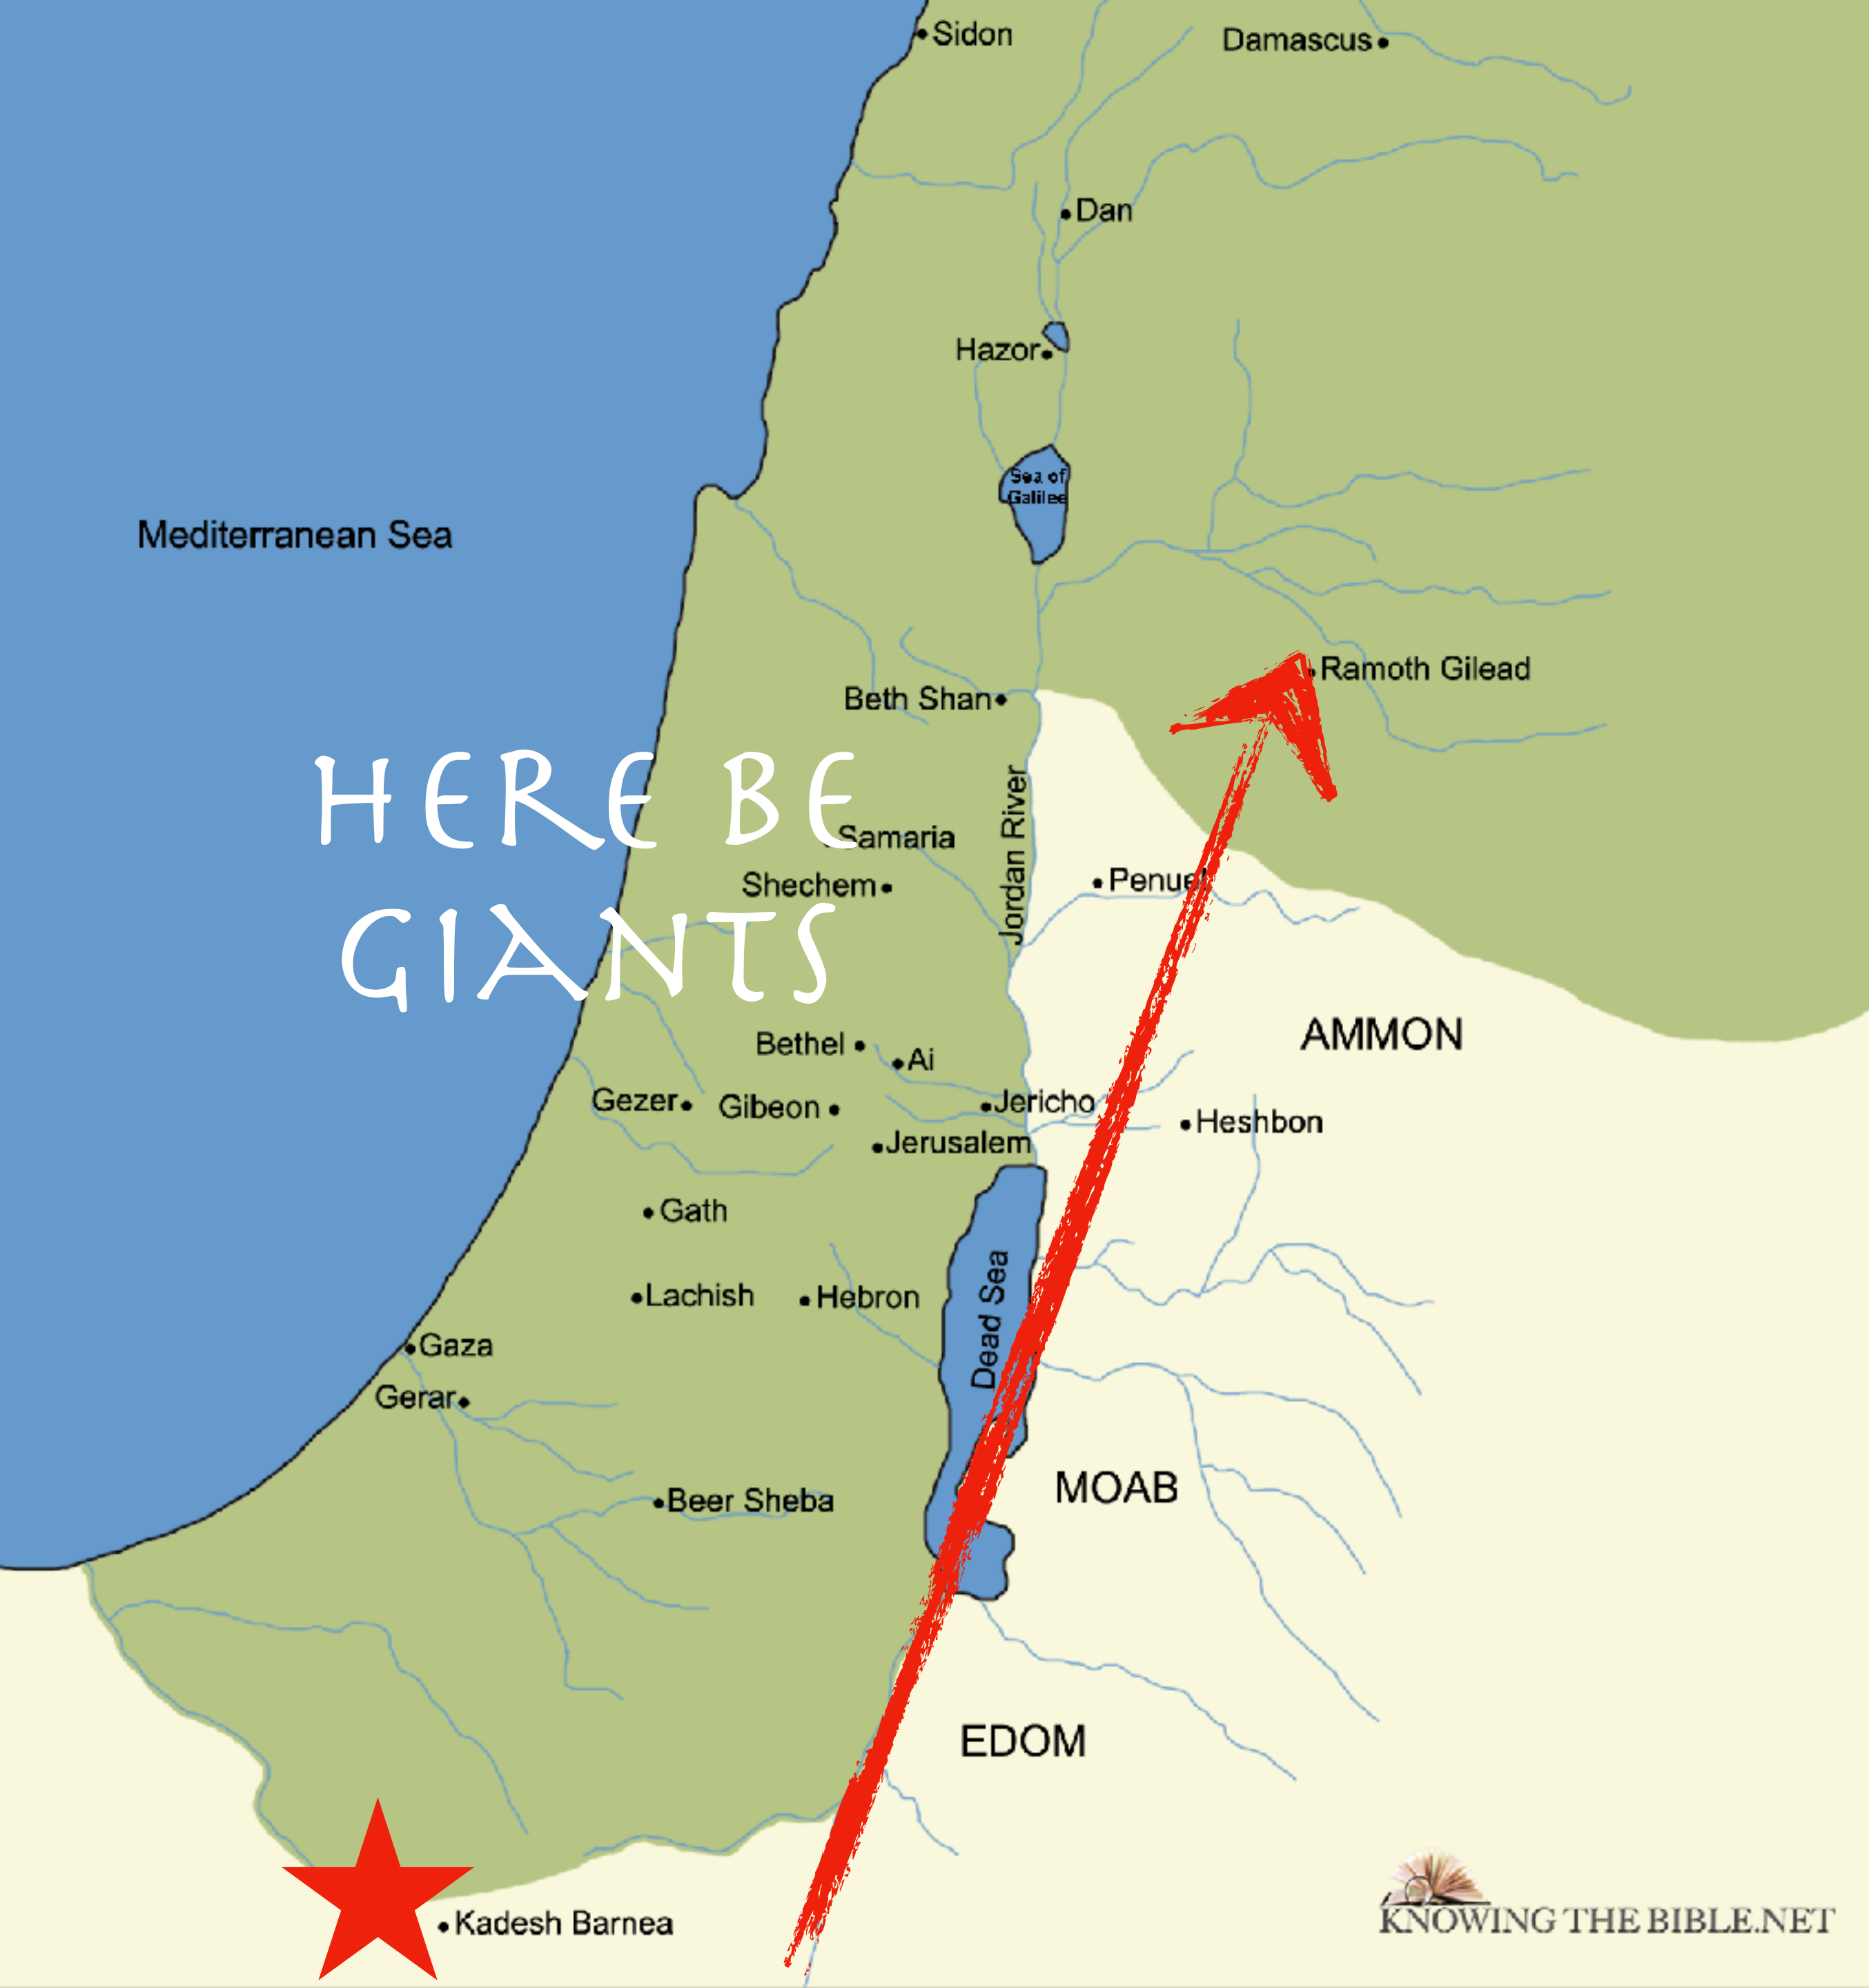 Sidon
Damascus
Dan
Hazor
Sea of
Galilee
Mediterranean Sea
Ramoth Gilead
Beth Shan
HERE BE
GIANTS
Samaria
Jordan River
Shechem
Penuel
AMMON
Bethel
Ai
Gezer
Gibeon
Jericho
Heshbon
Jerusalem
Gath
Dead Sea
Lachish
Hebron
Gaza
Gerar
MOAB
Beer Sheba
EDOM
Kadesh Barnea
KNOWING THE BIBLE.NET